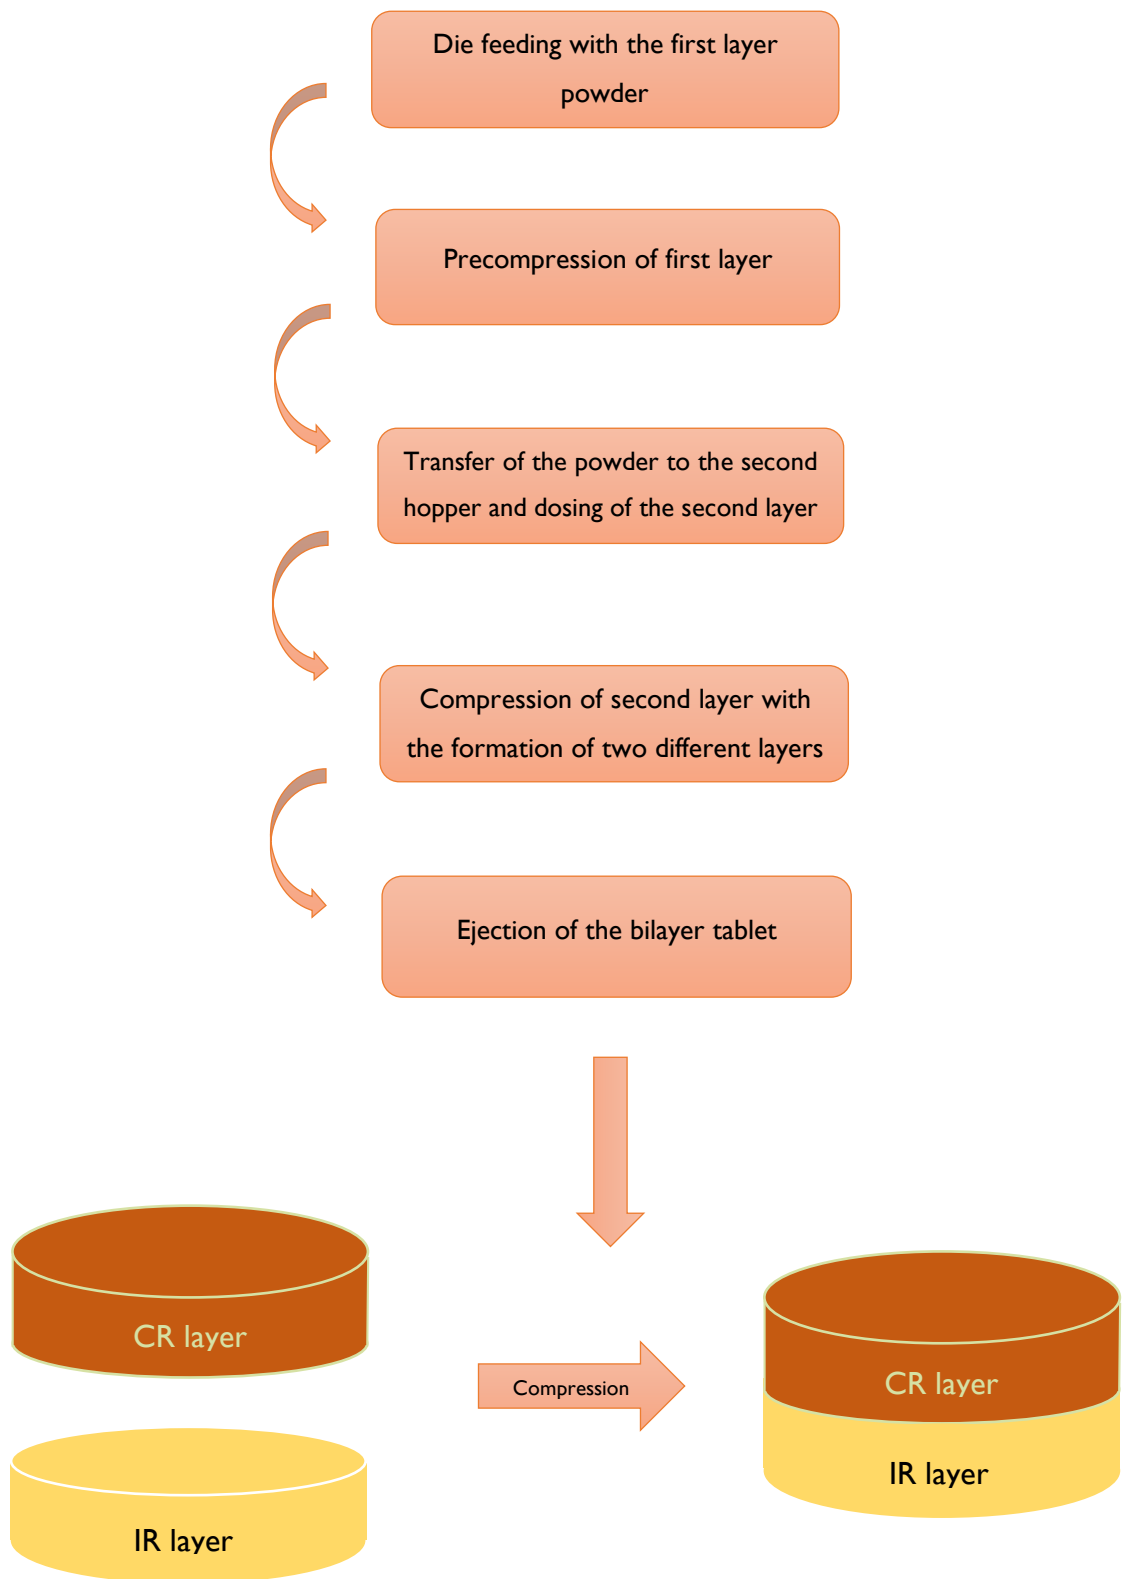 Die feeding with the first layer
powder
Precompression of first layer
Transfer of the powder to the second
hopper and dosing of the second layer
Compression of second layer with
the formation of two different layers
Ejection of the bilayer tablet
CR layer
IR layer
Compression
CR layer
IR layer